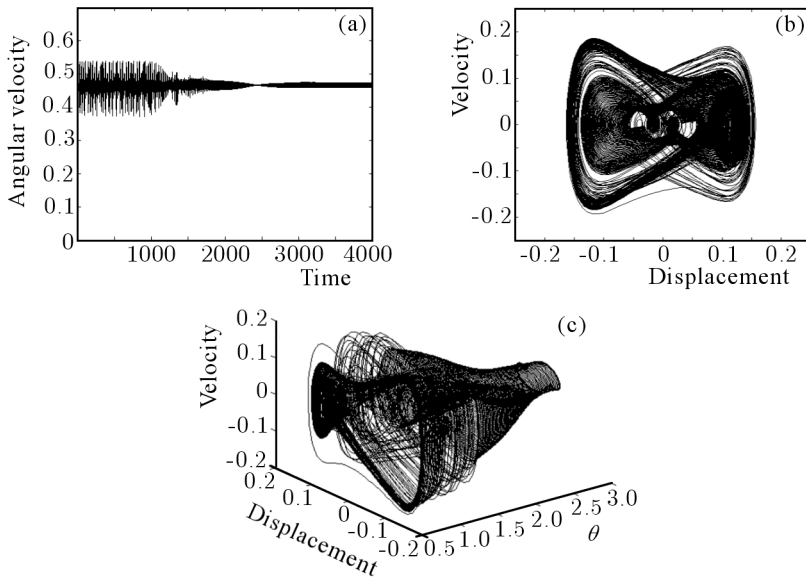 (a)
Angular velocity
0.6
0.5
0.4
0.3
0.2
0.1
0
1000 2000 3000 4000
Time
(b)
Velocity
0.2
0.1
0
-0.1
-0.2
-0.2 -0.1 0 0.1 0.2
Displacement
(c)
Velocity
0.2
0.1
0
-0.1
-0.2
0.2
0.1
0
-0.1
-0.2
Displacement
0.5 1.0 1.5 2.0 2.5 3.0
θ